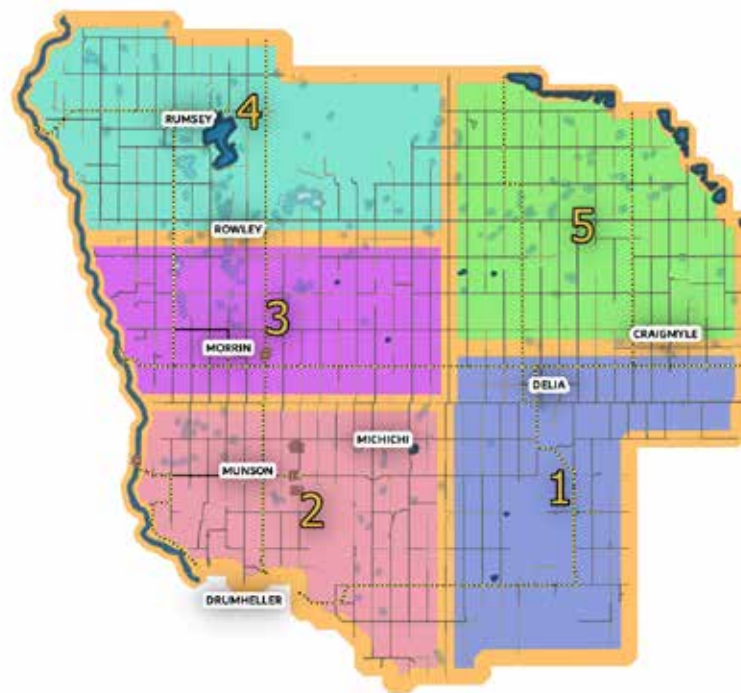 RUMSEY
4
ROWLEY
5
3
MORRIN
CRAIGMYLE
DELIA
MICHICHI
MUNSON
1
2
DRUMHELLER